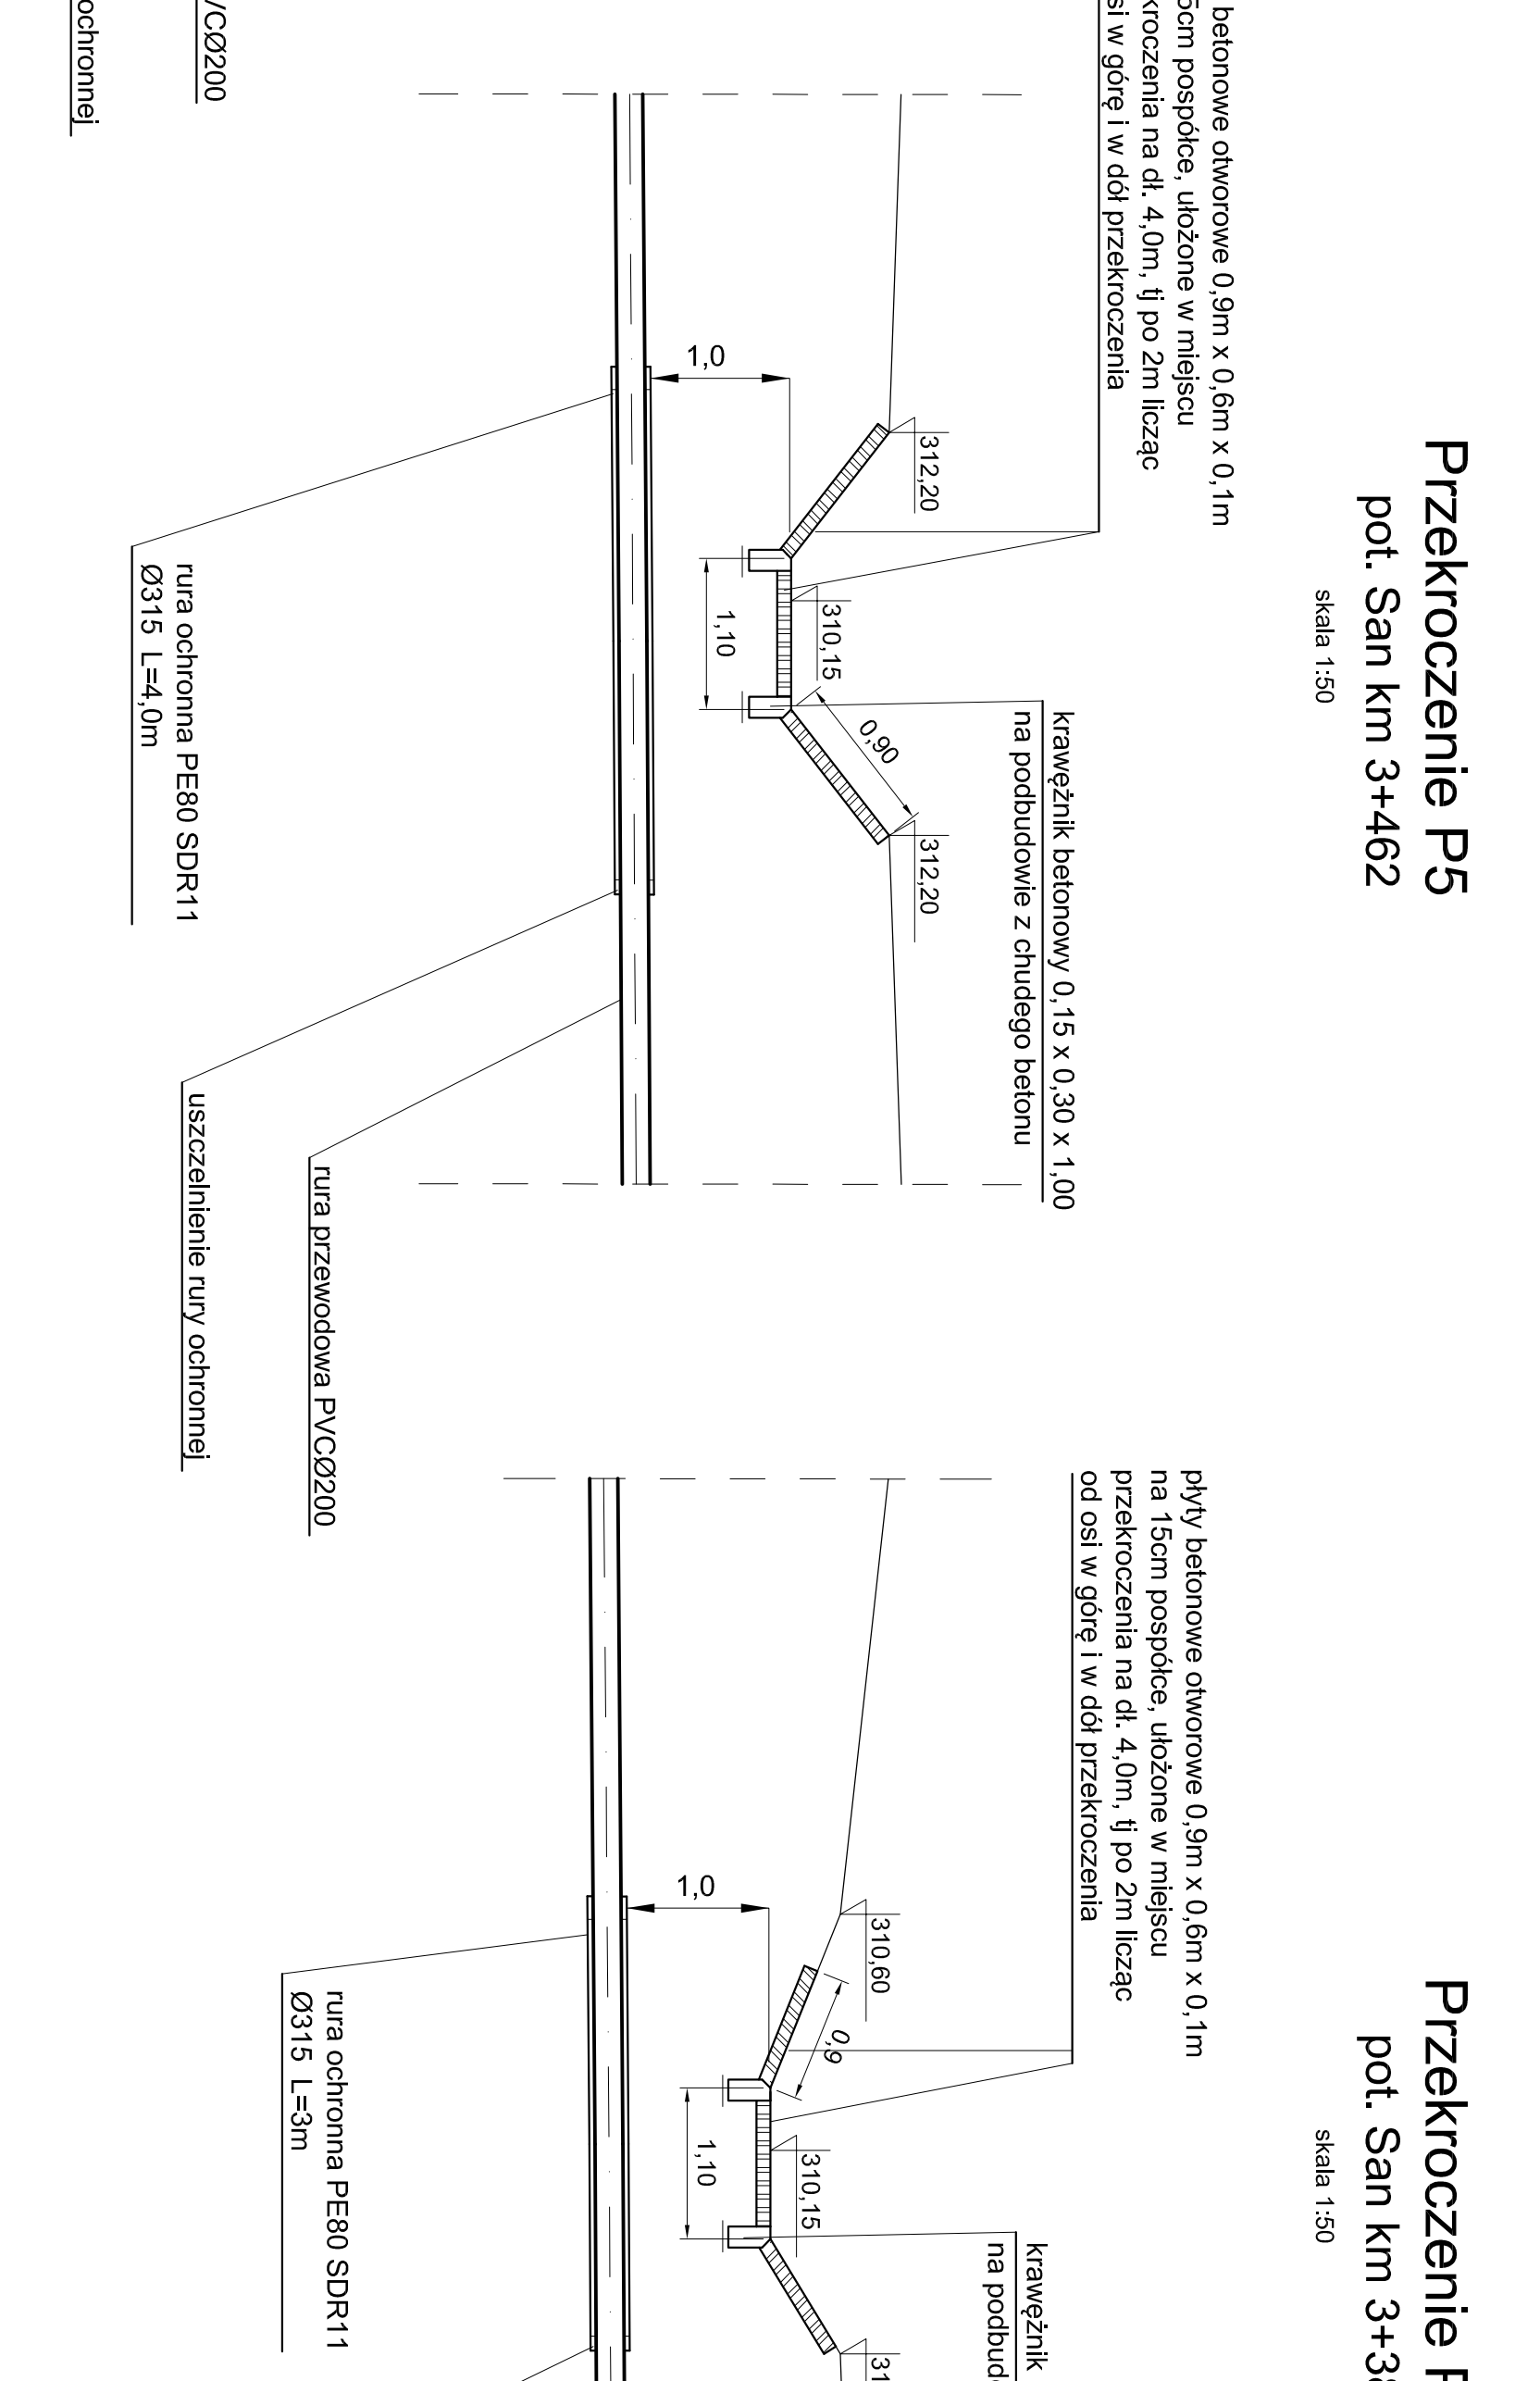 Przekroczenie P5
pot. San km 3+462
skala 1:50
betonowe otworowe 0,9m x 0,6m x 0,1m
5cm pospółce, ułożone w miejscu
kroczenia na dł. 4,0m, tj po 2m licząc
si w górę i w dół przekroczenia
krawężnik betonowy 0,15 x 0,30 x 1,00
na podbudowie z chudego betonu
312,20
310,15
312,20
0,90
1,0
1,10
rura przewodowa PVCØ200
uszczelnienie rury ochronnej
rura ochronna PE80 SDR11
Ø315 L=4,0m
VCØ200
ochronnej
Przekroczenie
pot. San km 3+3
skala 1:50
płyty betonowe otworowe 0,9m x 0,6m x 0,1m
na 15cm pospółce, ułożone w miejscu
przekroczenia na dł. 4,0m, tj po 2m licząc
od osi w górę i w dół przekroczenia
krawężnik
na podbud
310,60
310,15
31
0,9
1,0
1,10
rura ochronna PE80 SDR11
Ø315 L=3m